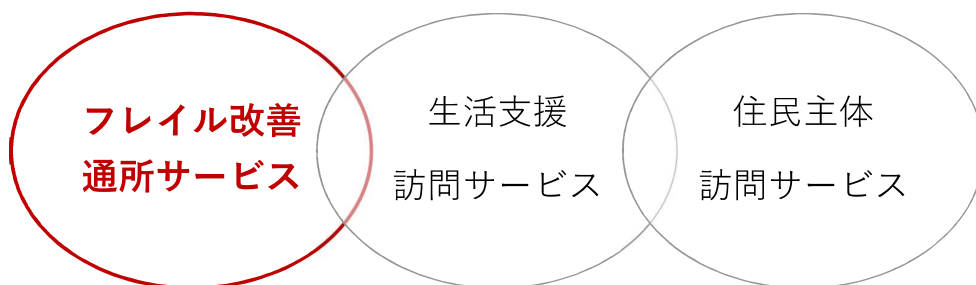 フレイル改善
通所サービス
生活支援
訪問サービス
住民主体
訪問サービス